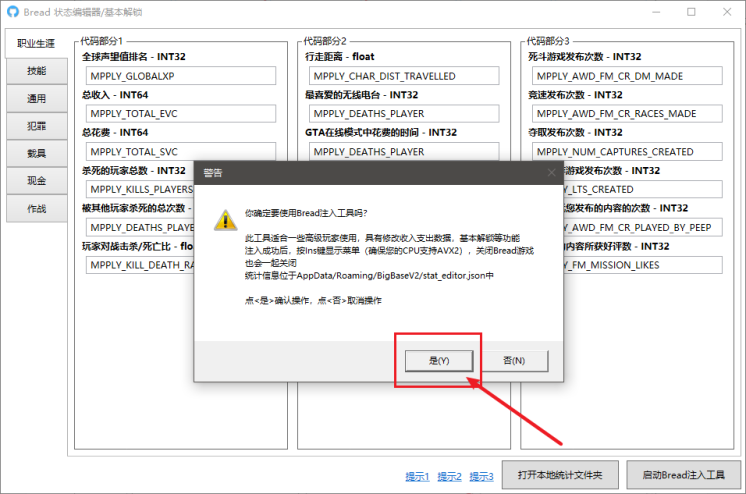 Bread 状态编辑器/基本解锁
职业生涯
技能
通用
犯罪
载具
现金
作战
代码部分1
全球声望值排名 - INT32
MPPLY_GLOBALXP
总收入 - INT64
MPPLY_TOTAL_EVC
总花费 - INT64
MPPLY_TOTAL_SVC
杀死的玩家总数 - INT32
MPPLY_KILLS_PLAYERS
被其他玩家杀死的总次数
MPPLY_DEATHS_PLAYE
玩家对战击杀/死亡比 - flo
MPPLY_KILL_DEATH_RA
代码部分2
行走距离 - float
MPPLY_CHAR_DIST_TRAVELLED
最喜爱的无线电台 - INT32
MPPLY_DEATHS_PLAYER
GTA在线模式中花费的时间 - INT32
MPPLY_DEATHS_PLAYER
代码部分3
死斗游戏发布次数 - INT32
MPPLY_AWD_FM_CR_DM_MADE
竞速发布次数 - INT32
MPPLY_AWD_FM_CR_RACES_MADE
夺取发布次数 - INT32
MPPLY_NUM_CAPTURES_CREATED
游戏发布次数 - INT32
Y_LTS_CREATED
您发布的内容的次数 - INT32
Y_AWD_FM_CR_PLAYED_BY_PEEP
内容所获好评数 - INT32
Y_FM_MISSION_LIKES
警告
你确定要使用Bread注入工具吗?
此工具适合一些高级玩家使用，具有修改收入支出数据，基本解锁等功能
注入成功后，按Ins键显示菜单（确保您的CPU支持AVX2），关闭Bread游戏
也会一起关闭
统计信息位于AppData/Roaming/BigBaseV2/stat_editor.json中
点<是>确认操作，点<否>取消操作
是(Y)
否(N)
提示1 提示2 提示3
打开本地统计文件夹
启动Bread注入工具